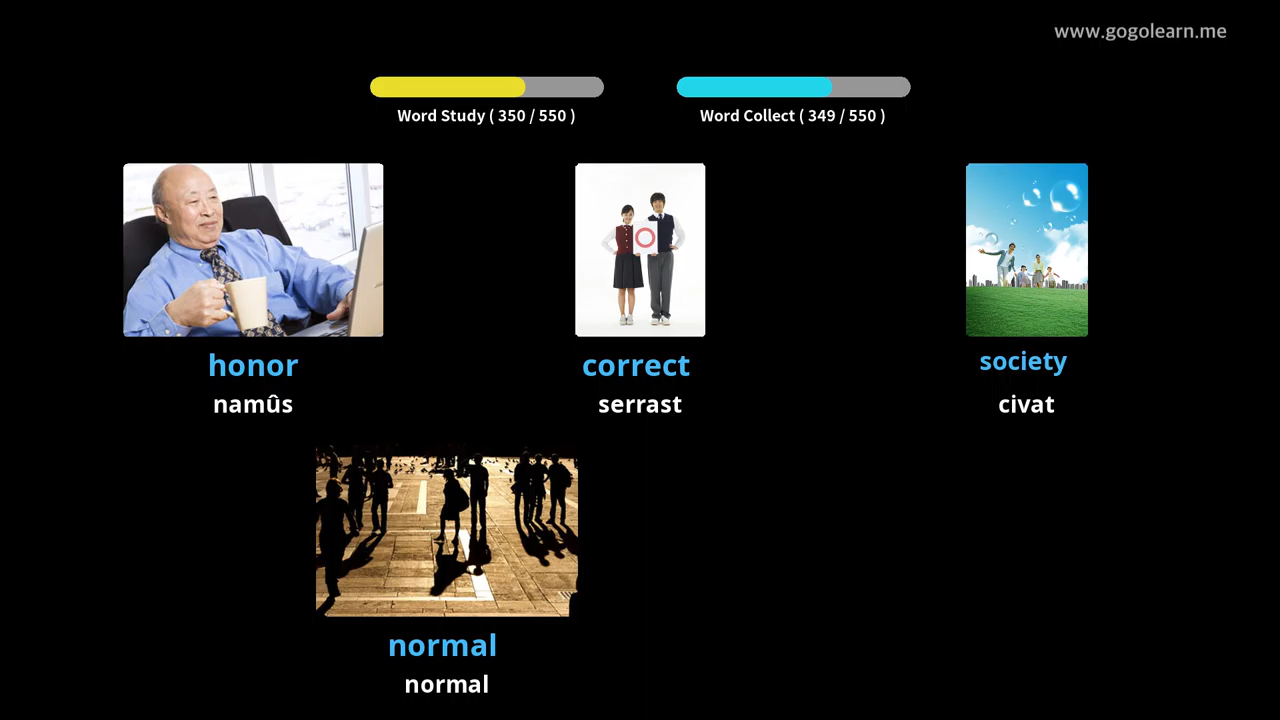 www.gogolearn.me
Word Study ( 350 / 550 )
Word Collect ( 349 / 550 )
honor
namûs
correct
serrast
society
civat
normal
normal